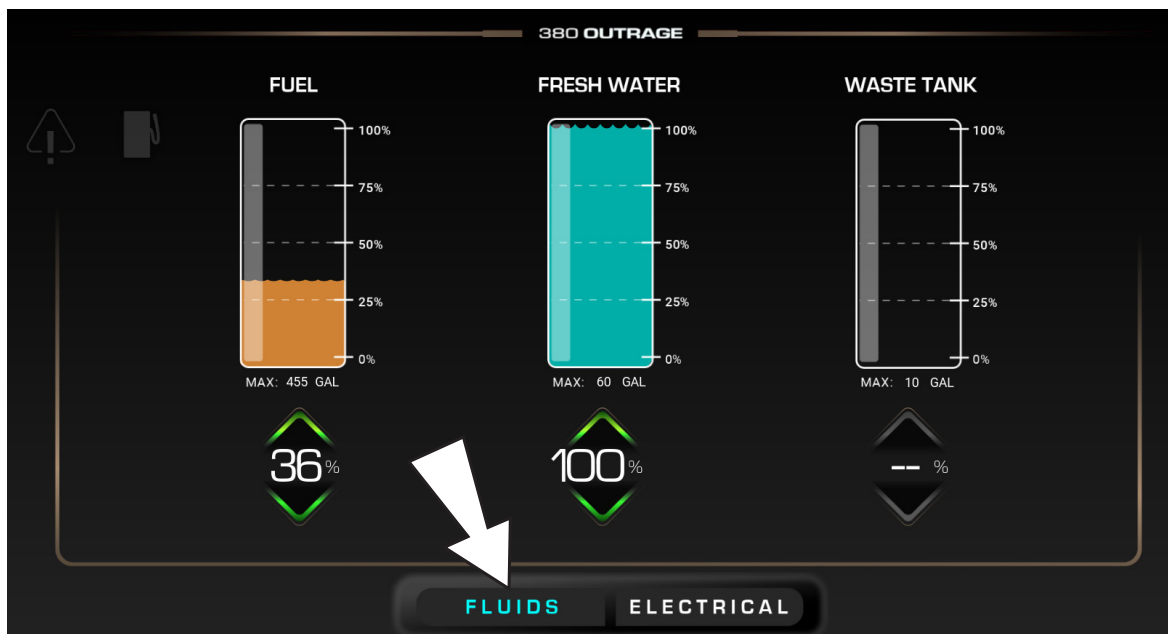 380 OUTRAGE
FUEL
FRESH WATER
WASTE TANK
100%
75%
50%
25%
0%
100%
75%
50%
25%
0%
100%
75%
50%
25%
0%
MAX: 455 GAL
MAX: 60 GAL
MAX: 10 GAL
36%
100%
-- %
FLUIDS
ELECTRICAL